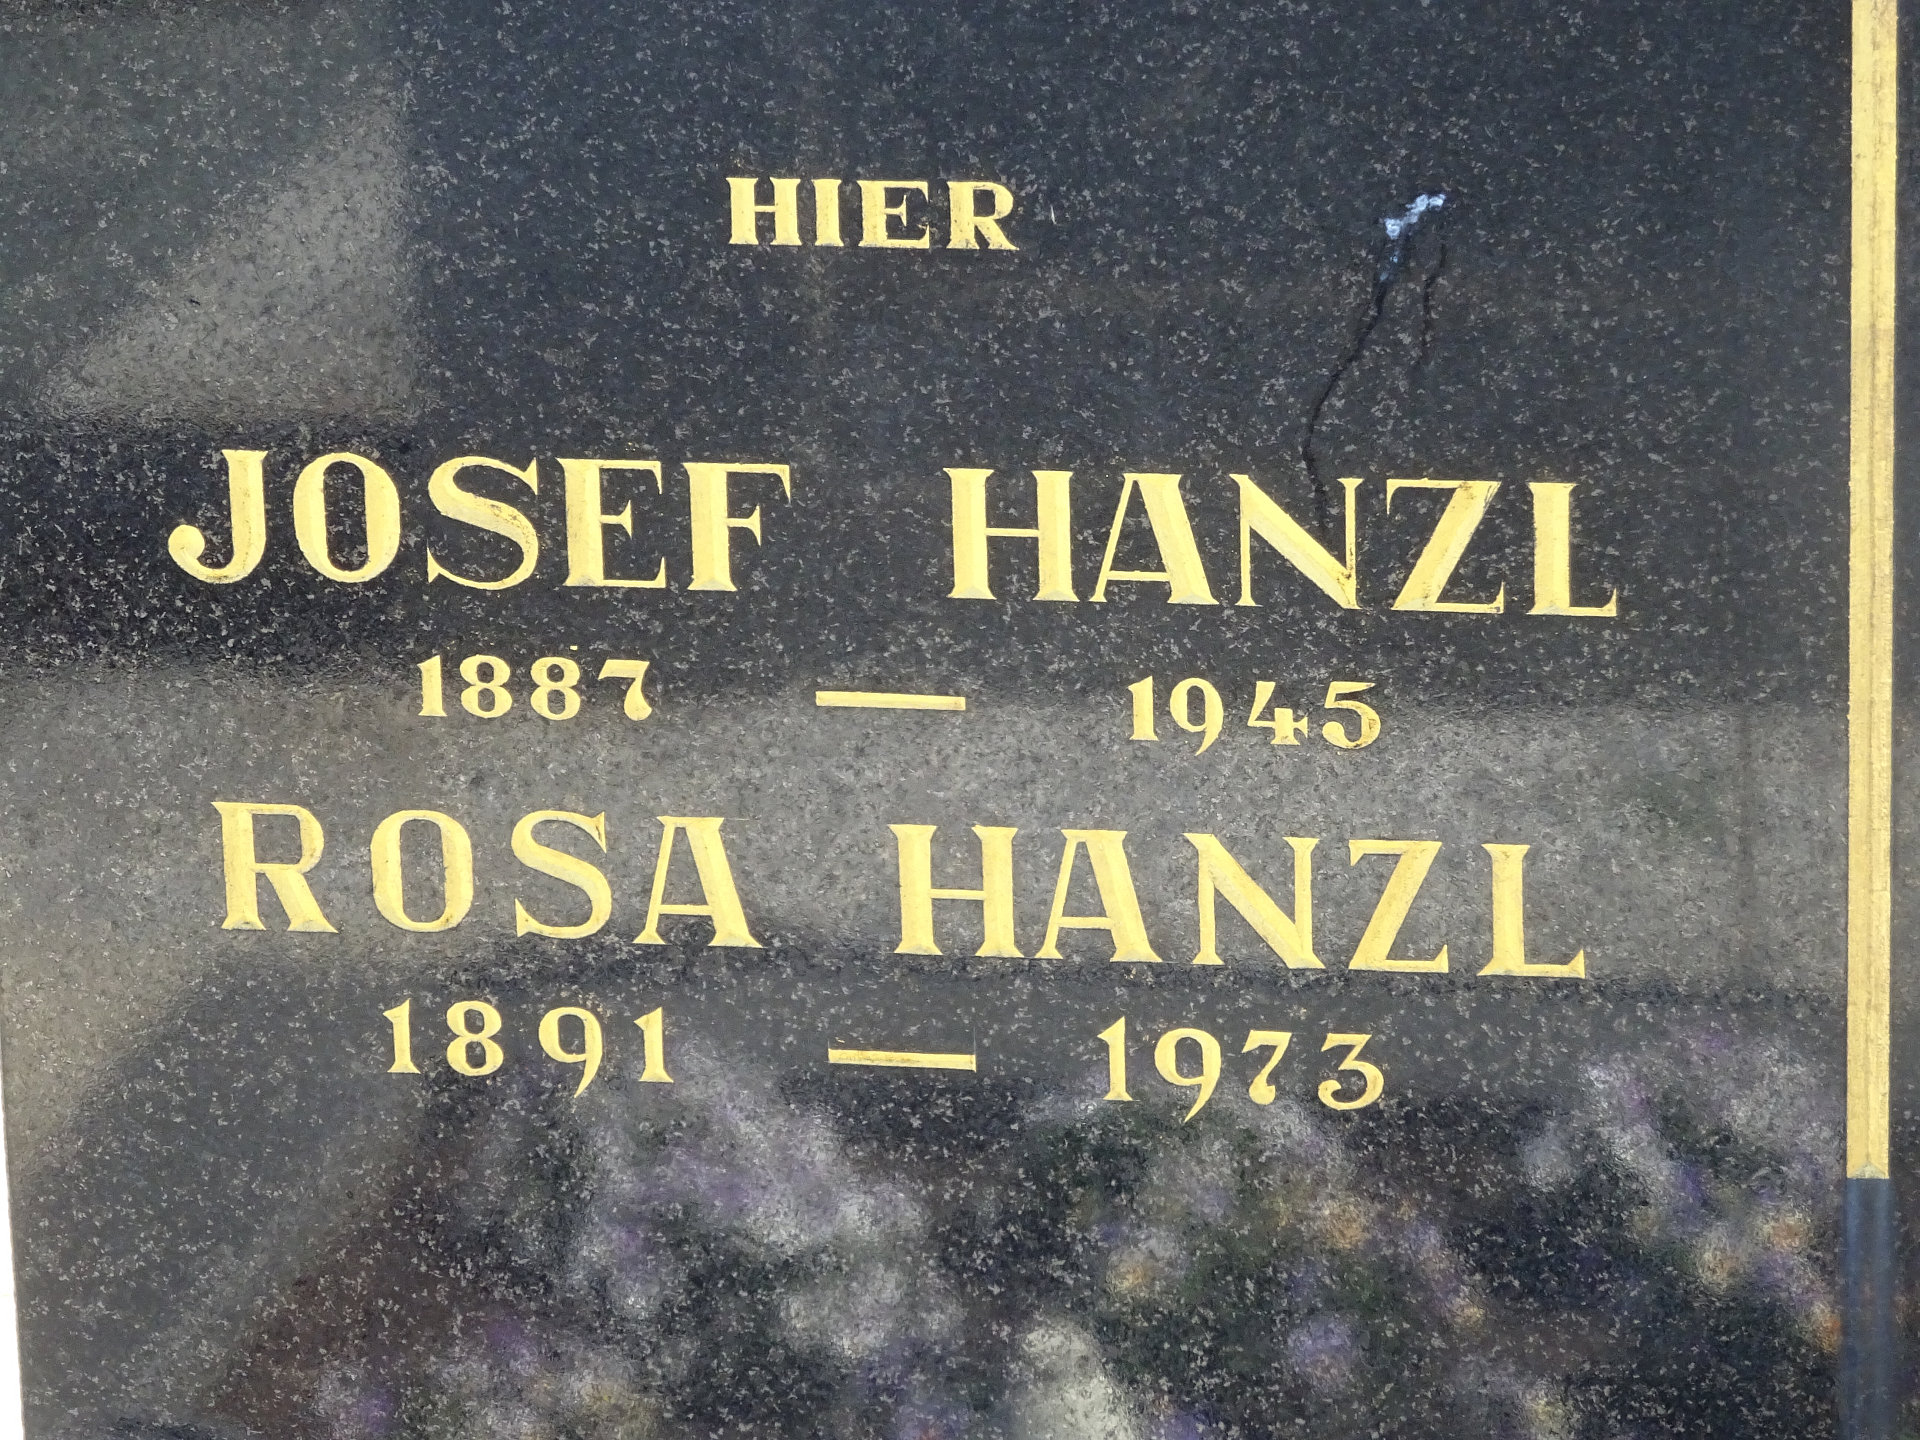 HIER
JOSEF HANZL
1887 — 1945
ROSA HANZL
1891 — 1973